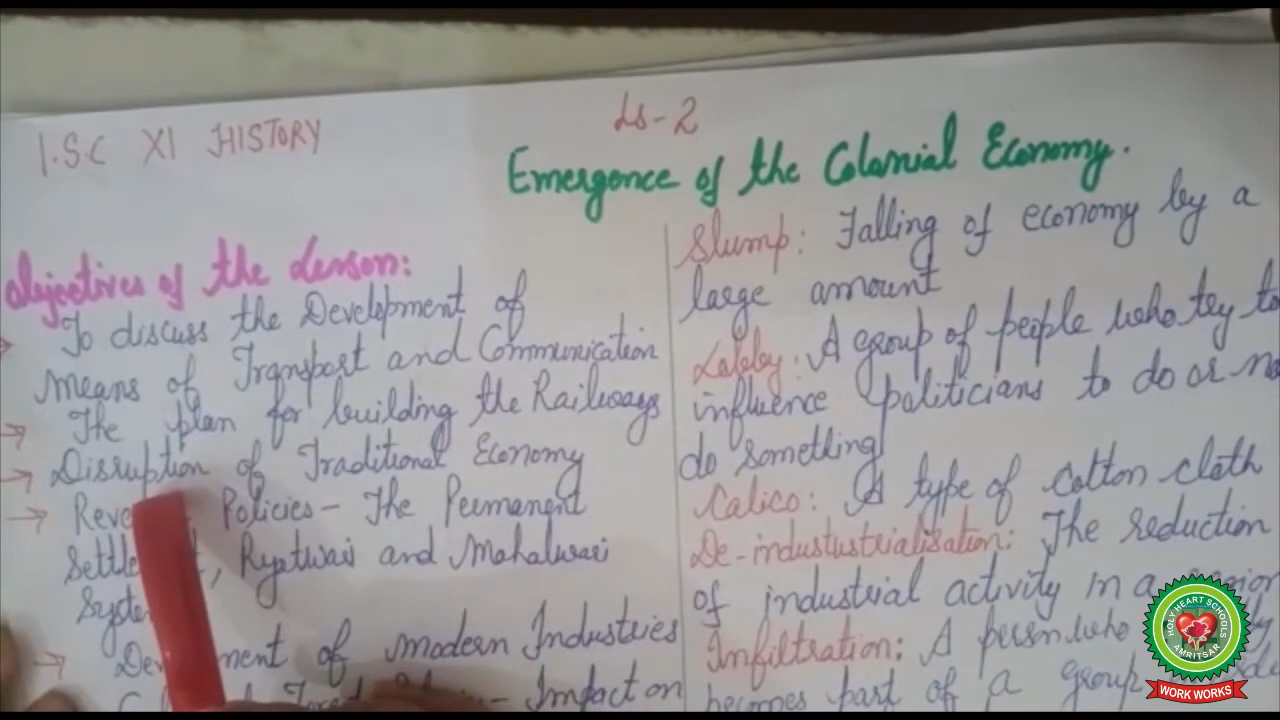 I.S.C XI HISTORY
Ls-2
Emergence of the Colonial Economy.
Objectives of the Lesson:
→ To discuss the Development of
means of Transport and Communication
→ The plan for building the Railways
→ Disruption of Traditional Economy
→ Policies - The Permanent
, Ryotwari and Mahalwari
→ of modern Industries
Impact on
Slump: Falling of economy by a
large amount
Lobby: A group of people who try to
influence politicians to do or
do something
Calico: A type of cotton cloth
De-industustrialisation: The reduction
of industrial activity in a
Infiltration: A person who
becomes part of a group
HOLY HEART SCHOOLS
AMRITSAR
WORK WORKS